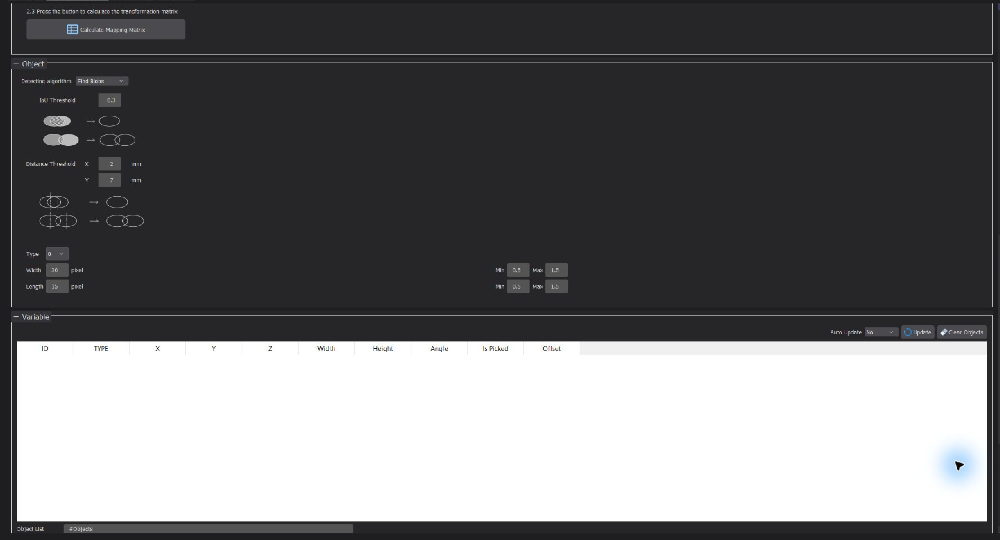 2.3 Press the button to calculate the transformation matrix
Calculate Mapping Matrix
Object
Detecting algorithm Find Blobs
IoU Threshold 0.3
Distance Threshold X 2 mm
Y 7 mm
Type 0
Width 30 pixel Min 0.5 Max 1.5
Length 15 pixel Min 0.5 Max 1.5
Variable
Auto Update No Update Clear Objects
ID TYPE X Y Z Width Height Angle Is Picked Offset
Object List #Objects